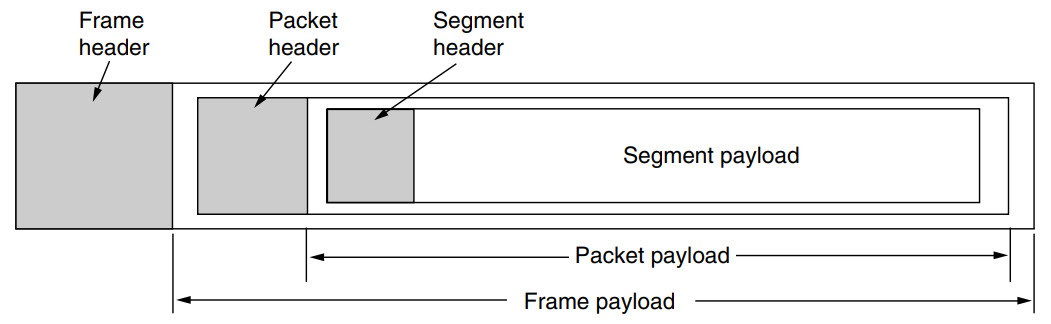 Frame
header
Packet
header
Segment
header
Segment payload
Packet payload
Frame payload